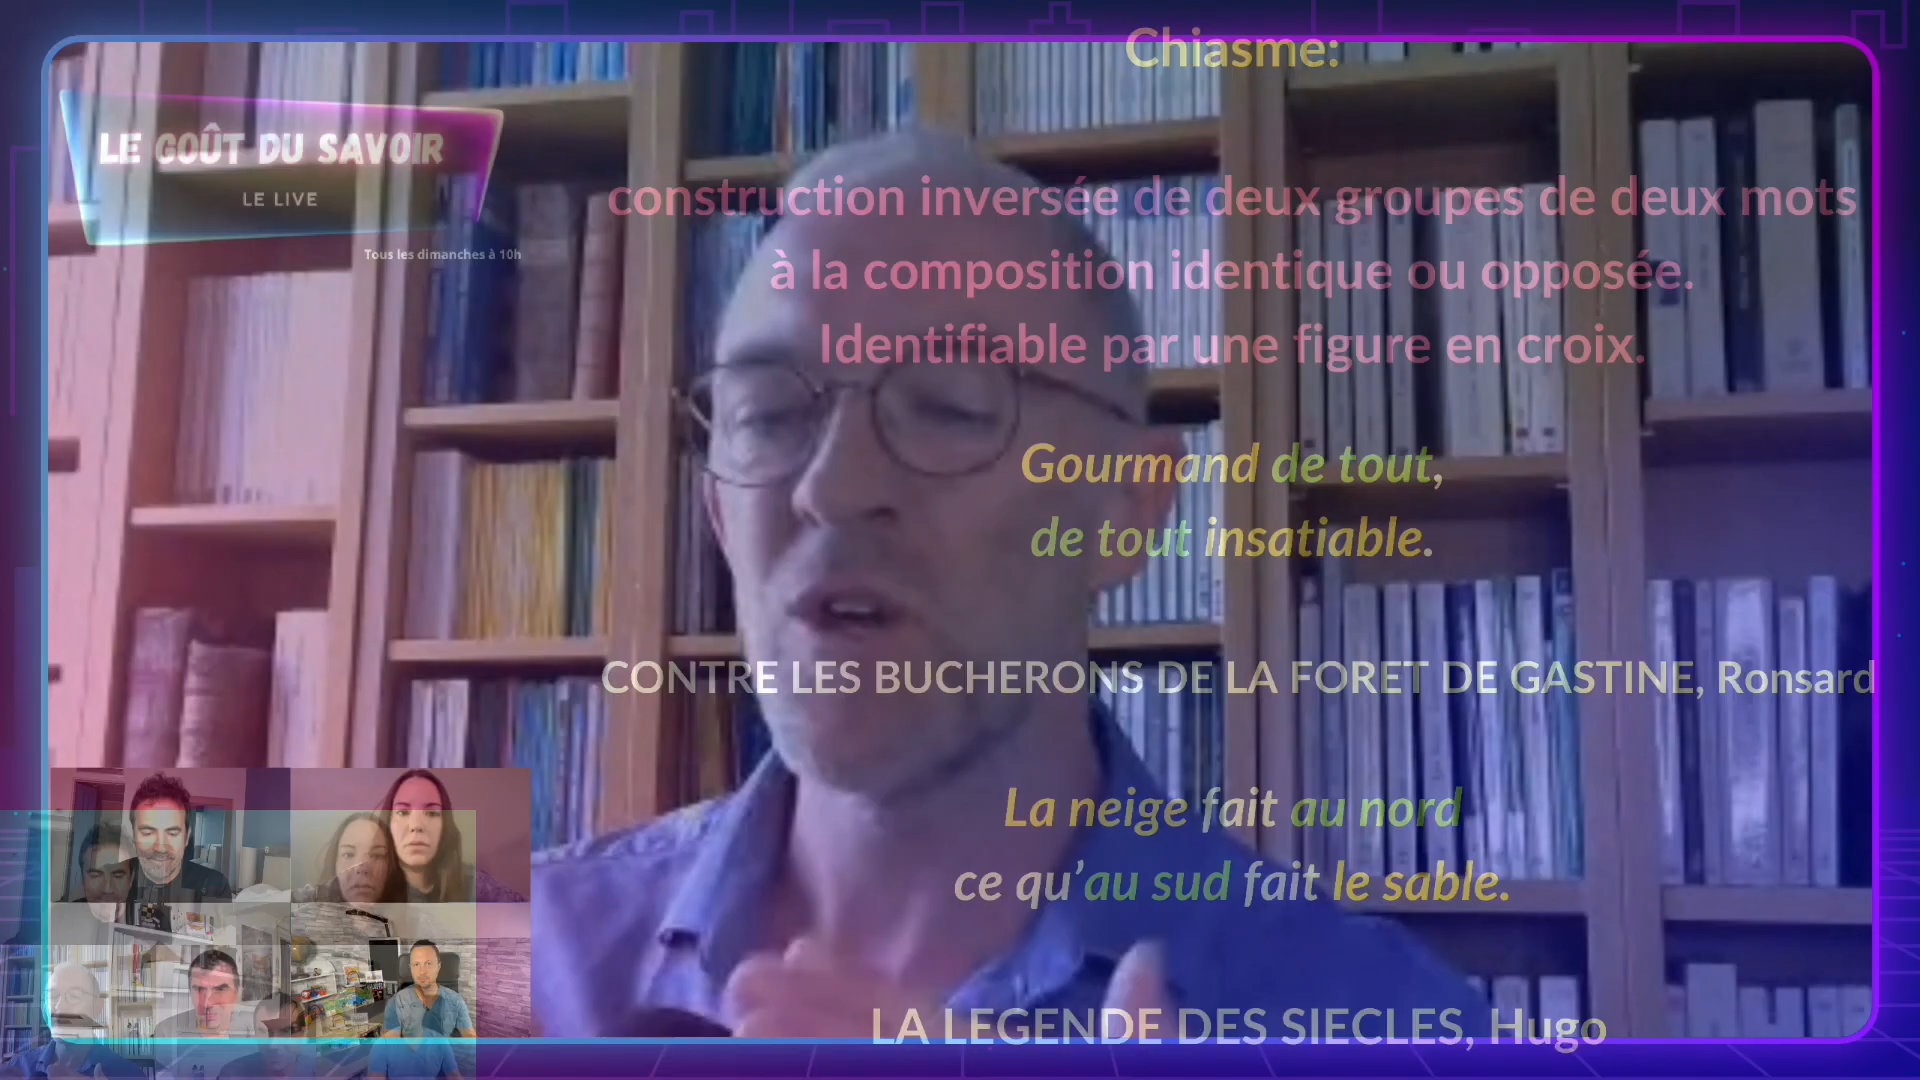 Chiasme:
LE GOÛT DU SAVOIR
LE LIVE
Tous les dimanches à 10h
construction inversée de deux groupes de deux mots
à la composition identique ou opposée.
Identifiable par une figure en croix.
Gourmand de tout,
de tout insatiable.
CONTRE LES BUCHERONS DE LA FORET DE GASTINE, Ronsard
La neige fait au nord
ce qu’au sud fait le sable.
LA LEGENDE DES SIECLES, Hugo